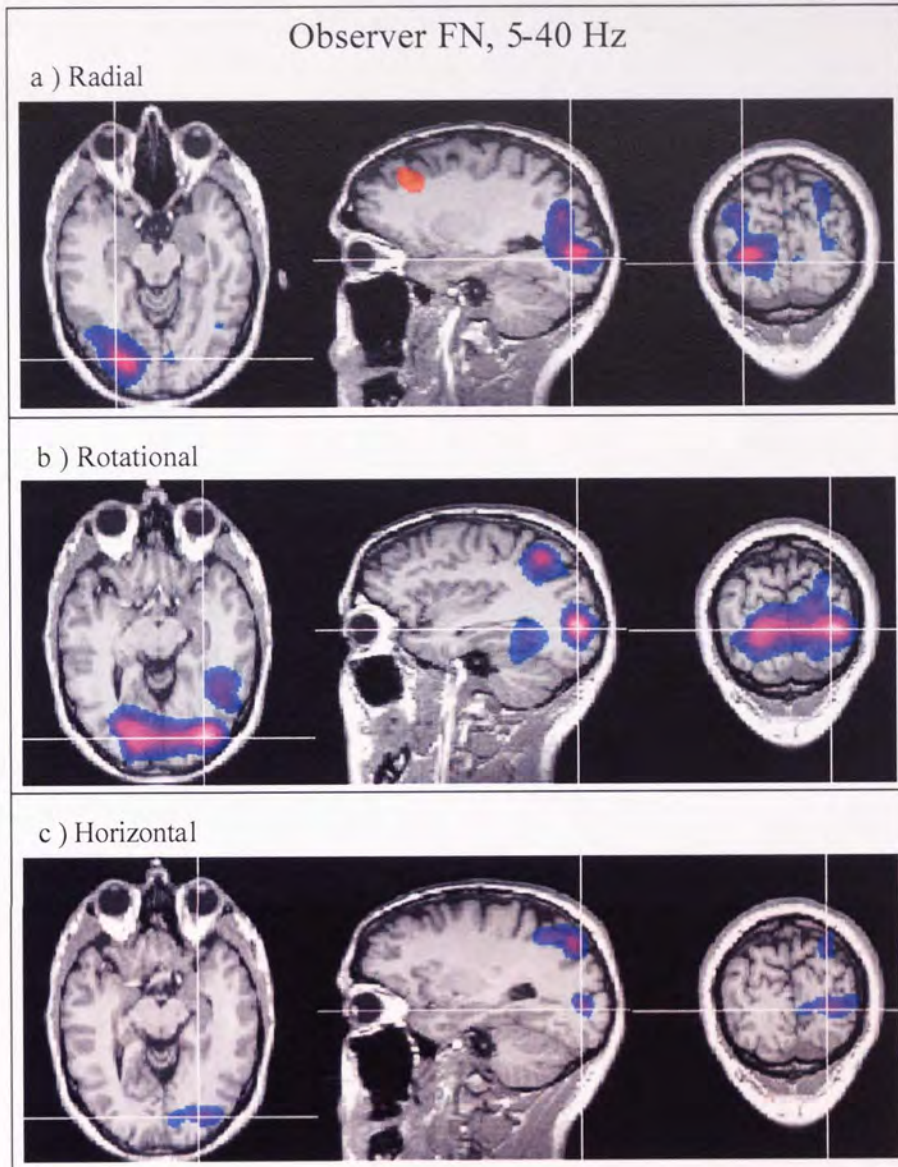 Observer FN, 5-40 Hz
a ) Radial
b ) Rotational
c ) Horizontal